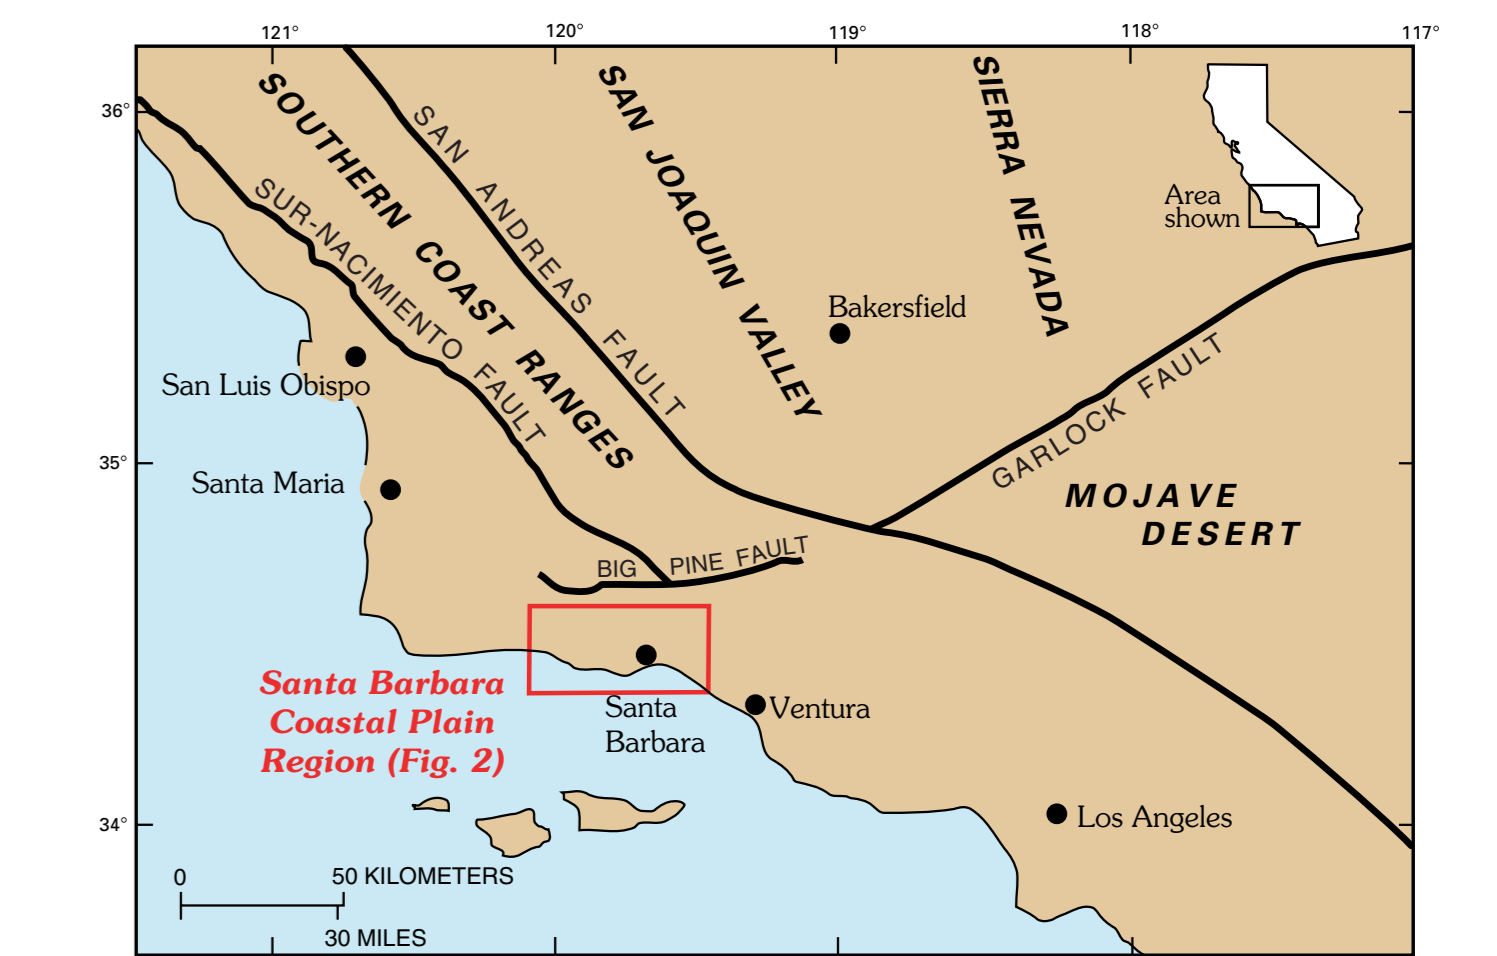 121°
120°
119°
118°
117°
36°
35°
34°
SOUTHERN COAST RANGES
SAN ANDREAS FAULT
SUR-NACIMIENTO FAULT
SAN JOAQUIN VALLEY
SIERRA NEVADA
Area
shown
Bakersfield
San Luis Obispo
GARLOCK FAULT
Santa Maria
MOJAVE
DESERT
BIG PINE FAULT
Santa Barbara
Coastal Plain
Region (Fig. 2)
Santa
Barbara
Ventura
Los Angeles
0
50 KILOMETERS
30 MILES